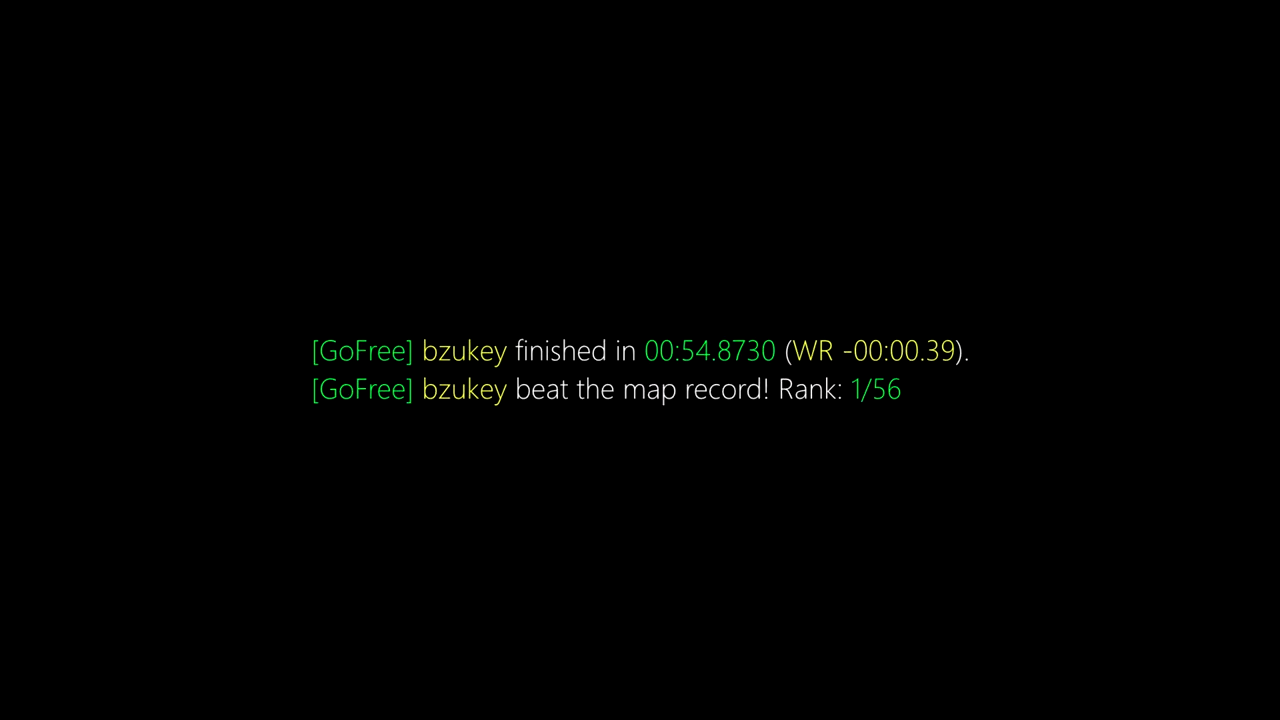 [GoFree] bzukey finished in 00:54.8730 (WR -00:00.39).
[GoFree] bzukey beat the map record! Rank: 1/56